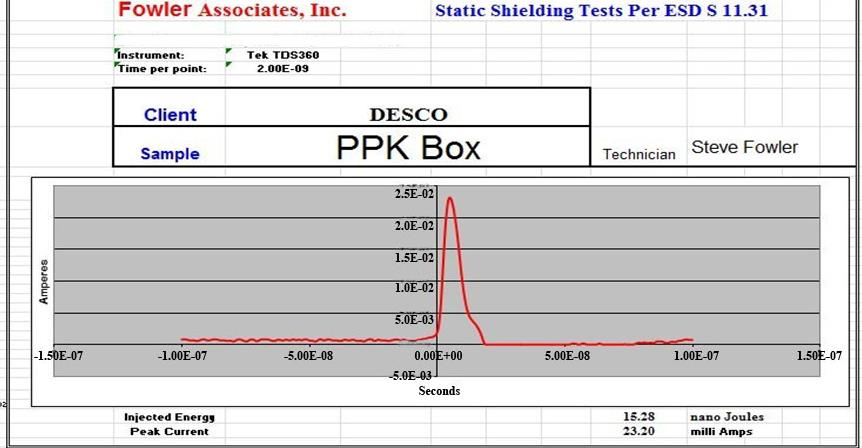 Fowler Associates, Inc. Static Shielding Tests Per ESD S 11.31
Instrument: Tek TDS360
Time per point: 2.00E-09
Client DESCO
Sample PPK Box Technician Steve Fowler
2.5E-02
2.0E-02
1.5E-02
1.0E-02
5.0E-03
Amperes
-1.50E-07 -1.00E-07 -5.00E-08 0.00E+00 5.00E-08 1.00E-07 1.50E-07
-5.0E-03
Seconds
Injected Energy 15.28 nano Joules
Peak Current 23.20 milli Amps